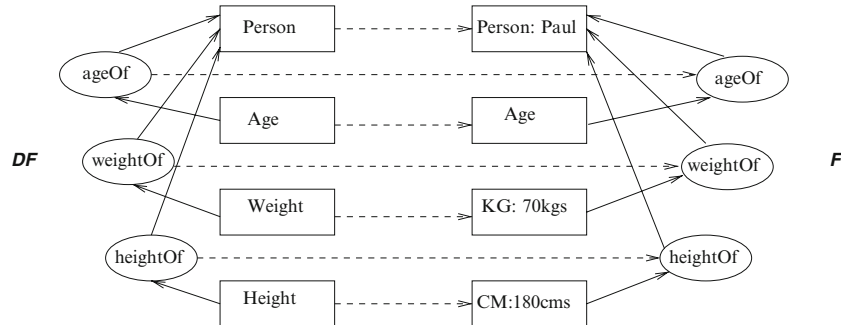 Person
Person: Paul
ageOf
ageOf
Age
Age
DF
weightOf
weightOf
F
Weight
KG: 70kgs
heightOf
heightOf
Height
CM:180cms